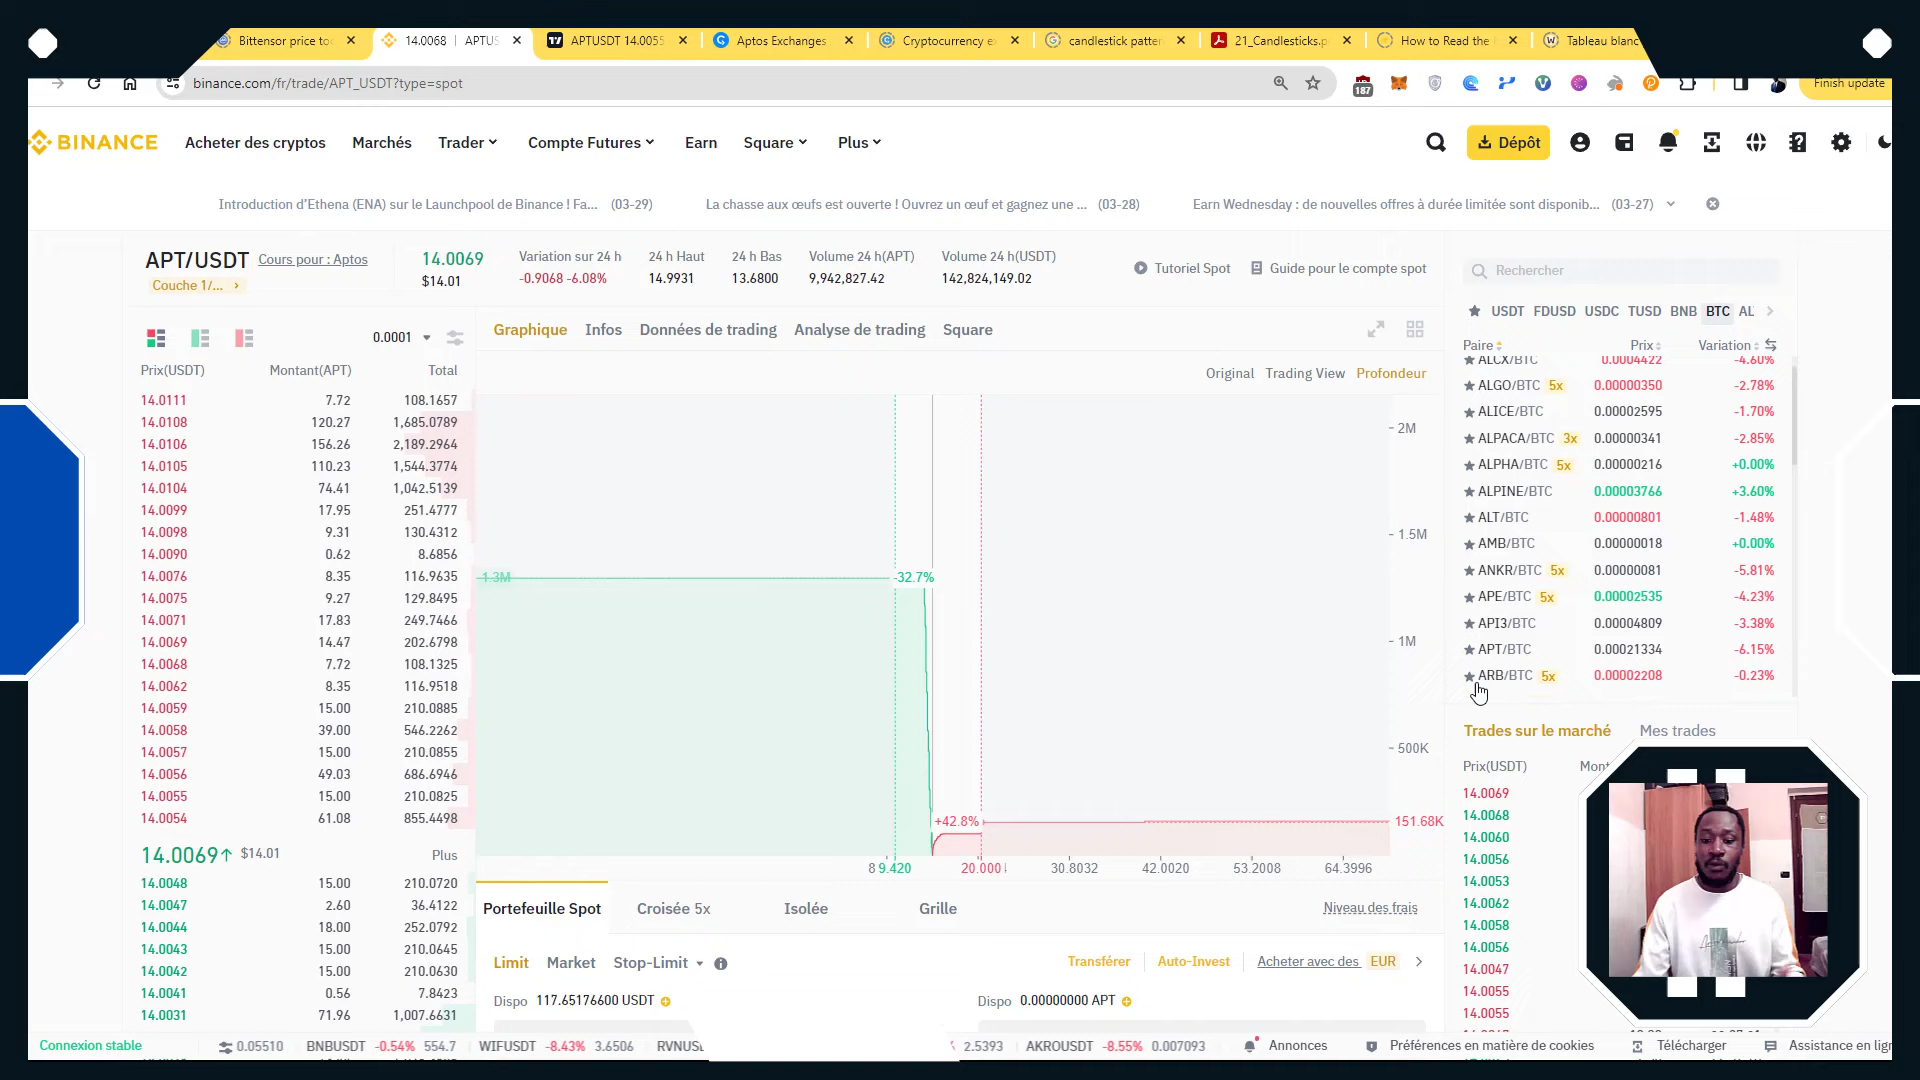 Bittensor price to
14.0068 | APTUS
APTUSDT 14.0055
Aptos Exchanges
Cryptocurrency e
candlestick patter
21_Candlesticks.p
How to Read the
Tableau blanc
binance.com/fr/trade/APT_USDT?type=spot
187
Finish update
BINANCE
Acheter des cryptos
Marchés
Trader
Compte Futures
Earn
Square
Plus
Dépôt
Introduction d'Ethena (ENA) sur le Launchpool de Binance ! Fa... (03-29)
La chasse aux œufs est ouverte ! Ouvrez un œuf et gagnez une ... (03-28)
Earn Wednesday : de nouvelles offres à durée limitée sont disponib... (03-27)
APT/USDT
Cours pour : Aptos
Couche 1/...
14.0069
$14.01
Variation sur 24 h
-0.9068 -6.08%
24 h Haut
14.9931
24 h Bas
13.6800
Volume 24 h(APT)
9,942,827.42
Volume 24 h(USDT)
142,824,149.02
Tutoriel Spot
Guide pour le compte spot
0.0001
Prix(USDT) Montant(APT) Total
14.0111 7.72 108.1657
14.0108 120.27 1,685.0789
14.0106 156.26 2,189.2964
14.0105 110.23 1,544.3774
14.0104 74.41 1,042.5139
14.0099 17.95 251.4777
14.0098 9.31 130.4312
14.0090 0.62 8.6856
14.0076 8.35 116.9635
14.0075 9.27 129.8495
14.0071 17.83 249.7466
14.0069 14.47 202.6798
14.0068 7.72 108.1325
14.0062 8.35 116.9518
14.0059 15.00 210.0885
14.0058 39.00 546.2262
14.0057 15.00 210.0855
14.0056 49.03 686.6946
14.0055 15.00 210.0825
14.0054 61.08 855.4498
14.0069↑ $14.01 Plus
14.0048 15.00 210.0720
14.0047 2.60 36.4122
14.0044 18.00 252.0792
14.0043 15.00 210.0645
14.0042 15.00 210.0630
14.0041 0.56 7.8423
14.0031 71.96 1,007.6631
Graphique
Infos
Données de trading
Analyse de trading
Square
Original
Trading View
Profondeur
2M
1.5M
1M
500K
1.3M
-32.7%
+42.8%
151.68K
8 9.420 20.000 30.8032 42.0020 53.2008 64.3996
Portefeuille Spot
Croisée 5x
Isolée
Grille
Niveau des frais
Limit
Market
Stop-Limit
Transférer
Auto-Invest
Acheter avec des EUR
Dispo 117.65176600 USDT
Dispo 0.00000000 APT
Rechercher
USDT FDUSD USDC TUSD BNB BTC AL
Paire Prix Variation
ALCX/BTC 0.0004422 -4.60%
ALGO/BTC 5x 0.00000350 -2.78%
ALICE/BTC 0.00002595 -1.70%
ALPACA/BTC 3x 0.00000341 -2.85%
ALPHA/BTC 5x 0.00000216 +0.00%
ALPINE/BTC 0.00003766 +3.60%
ALT/BTC 0.00000801 -1.48%
AMB/BTC 0.00000018 +0.00%
ANKR/BTC 5x 0.00000081 -5.81%
APE/BTC 5x 0.00002535 -4.23%
API3/BTC 0.00004809 -3.38%
APT/BTC 0.00021334 -6.15%
ARB/BTC 5x 0.00002208 -0.23%
Trades sur le marché
Mes trades
Prix(USDT) Mont
14.0069
14.0068
14.0060
14.0056
14.0053
14.0062
14.0058
14.0056
14.0047
14.0055
14.0055
Connexion stable
0.05510
BNBUSDT -0.54% 554.7
WIFUSDT -8.43% 3.6506
RVNUS
2.5393
AKROUSDT -8.55% 0.007093
Annonces
Préférences en matière de cookies
Télécharger
Assistance en lig